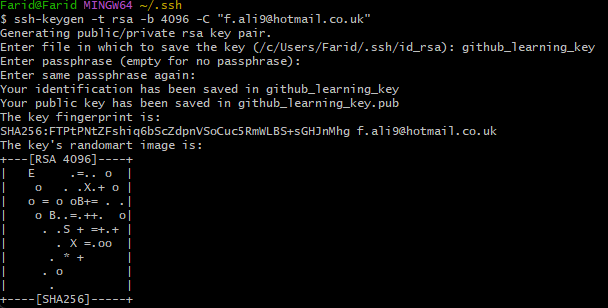 Farid@Farid MINGW64 ~/.ssh
$ ssh-keygen -t rsa -b 4096 -C "f.ali9@hotmail.co.uk"
Generating public/private rsa key pair.
Enter file in which to save the key (/c/Users/Farid/.ssh/id_rsa): github_learning_key
Enter passphrase (empty for no passphrase):
Enter same passphrase again:
Your identification has been saved in github_learning_key
Your public key has been saved in github_learning_key.pub
The key fingerprint is:
SHA256:FTPtPNtZFshiq6bScZdpnVSoCuc5RmWLBS+sGHJnMhg f.ali9@hotmail.co.uk
The key's randomart image is:
+---[RSA 4096]----+
|   E     .=.. o  |
|    o   . .X.+ o |
|   o = o oB+= . .|
|    o B..=.++.  o|
|     . .S + =+.+ |
|       . X =.oo  |
|      . * +      |
|     . o         |
|      .          |
+----[SHA256]-----+